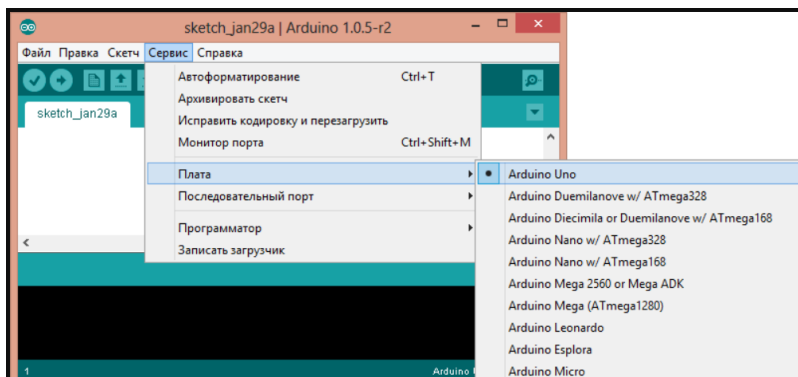 sketch_jan29a | Arduino 1.0.5-r2
Файл Правка Скетч Сервис Справка
sketch_jan29a
Автоформатирование Ctrl+T
Архивировать скетч
Исправить кодировку и перезагрузить
Монитор порта Ctrl+Shift+M
Плата
Последовательный порт
Программатор
Записать загрузчик
Arduino Uno
Arduino Duemilanove w/ ATmega328
Arduino Diecimila or Duemilanove w/ ATmega168
Arduino Nano w/ ATmega328
Arduino Nano w/ ATmega168
Arduino Mega 2560 or Mega ADK
Arduino Mega (ATmega1280)
Arduino Leonardo
Arduino Esplora
Arduino Micro
1 Arduino